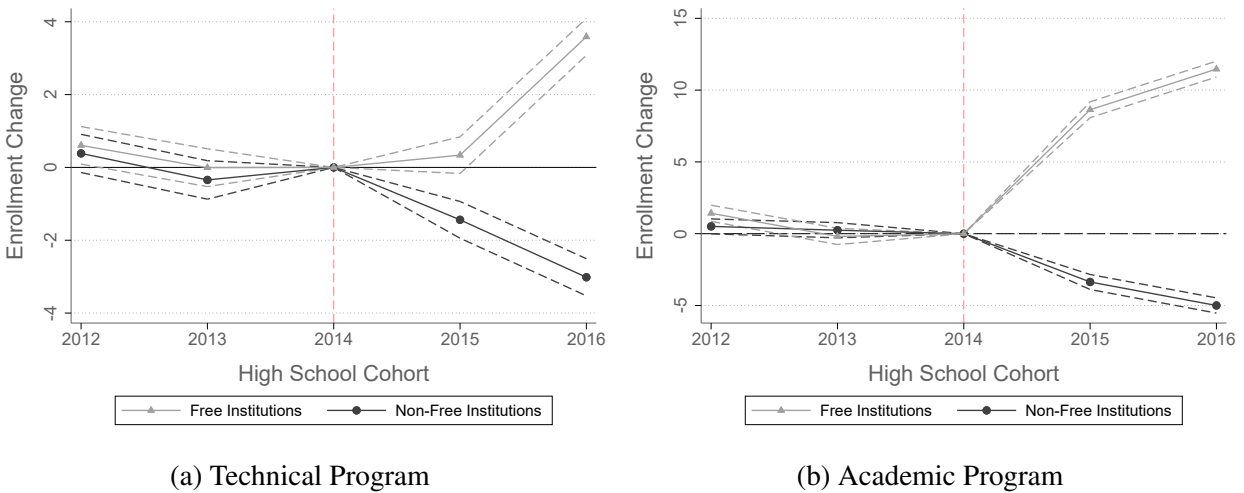 4
2
0
-2
-4
Enrollment Change
2012 2013 2014 2015 2016
High School Cohort
Free Institutions Non-Free Institutions
(a) Technical Program
15
10
5
0
-5
Enrollment Change
2012 2013 2014 2015 2016
High School Cohort
Free Institutions Non-Free Institutions
(b) Academic Program